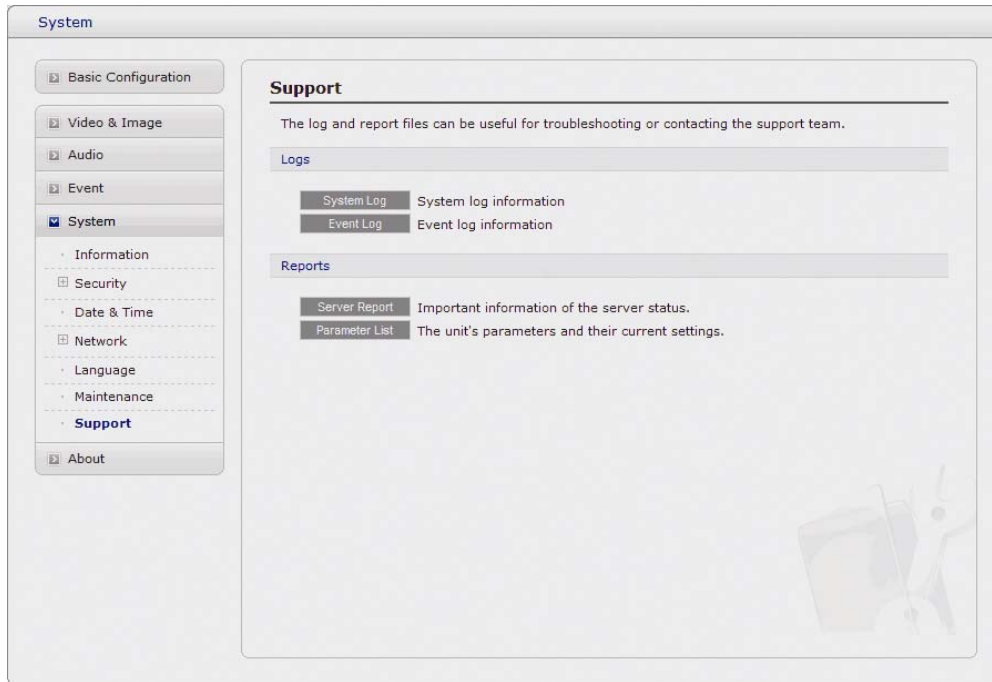 System
Basic Configuration
Video & Image
Audio
Event
System
Information
Security
Date & Time
Network
Language
Maintenance
Support
About
Support
The log and report files can be useful for troubleshooting or contacting the support team.
Logs
System Log System log information
Event Log Event log information
Reports
Server Report Important information of the server status.
Parameter List The unit's parameters and their current settings.